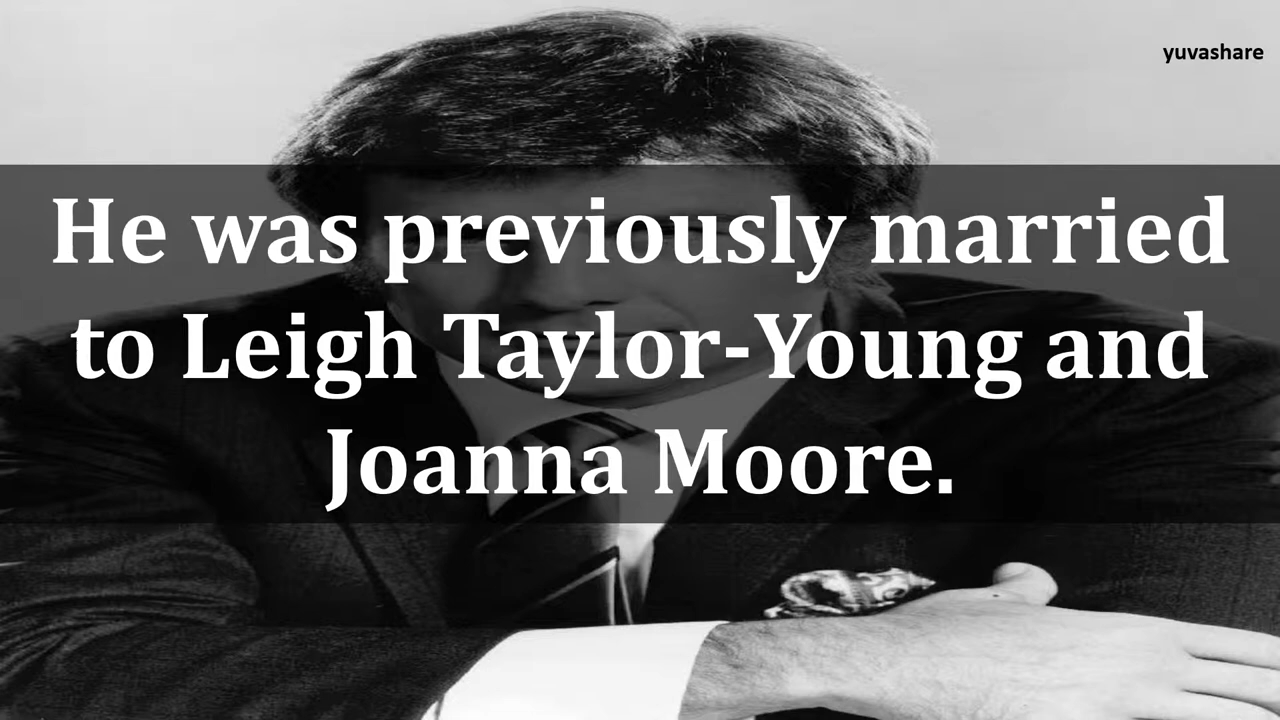 yuvashare
He was previously married
to Leigh Taylor-Young and
Joanna Moore.